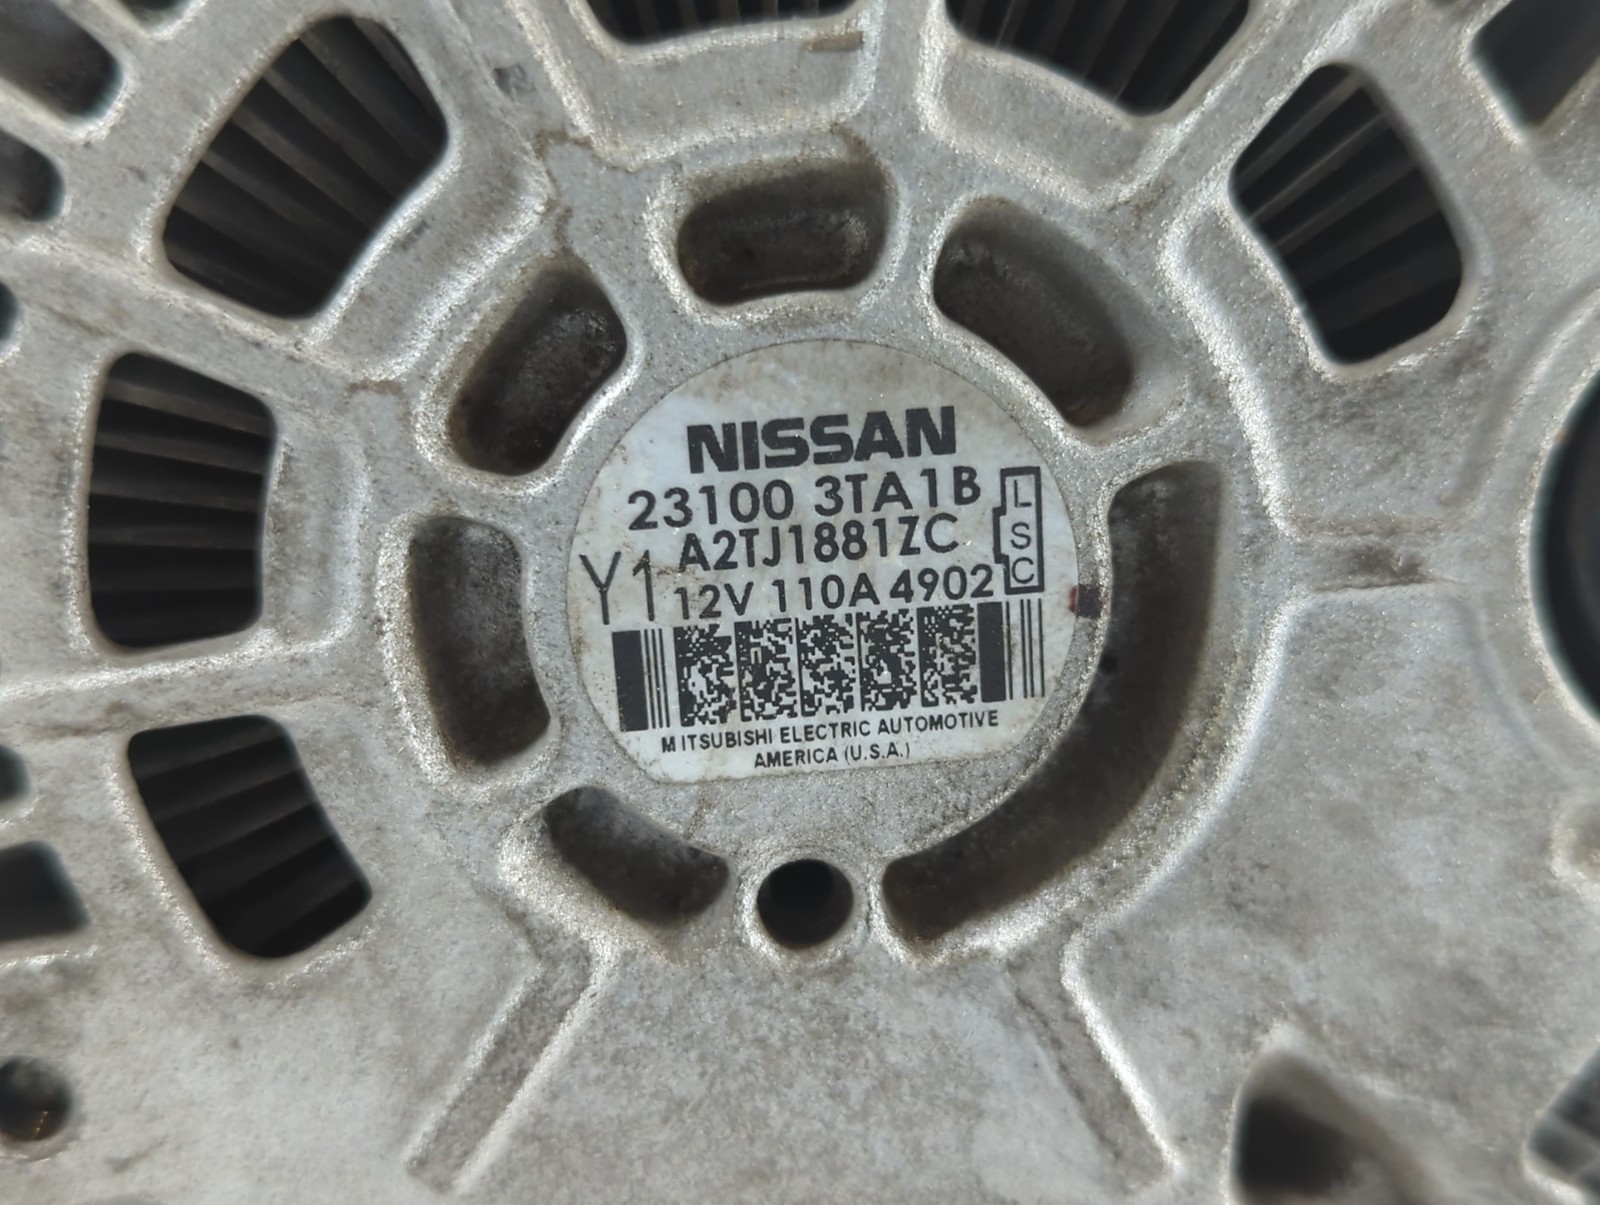 NISSAN
23100 3TA1B
A2TJ1881ZC
Y1
12V 110A 4902
L
S
C
MITSUBISHI ELECTRIC AUTOMOTIVE
AMERICA (U.S.A.)